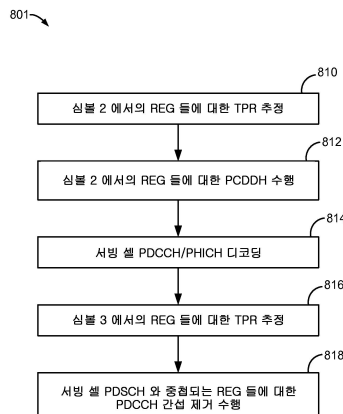 801
810
심볼 2 에서의 REG 들에 대한 TPR 추정
812
심볼 2 에서의 REG 들에 대한 PCDDH 수행
814
서빙 셀 PDCCH/PHICH 디코딩
816
심볼 3 에서의 REG 들에 대한 TPR 추정
818
서빙 셀 PDSCH 와 중첩되는 REG 들에 대한
PDCCH 간섭 제거 수행